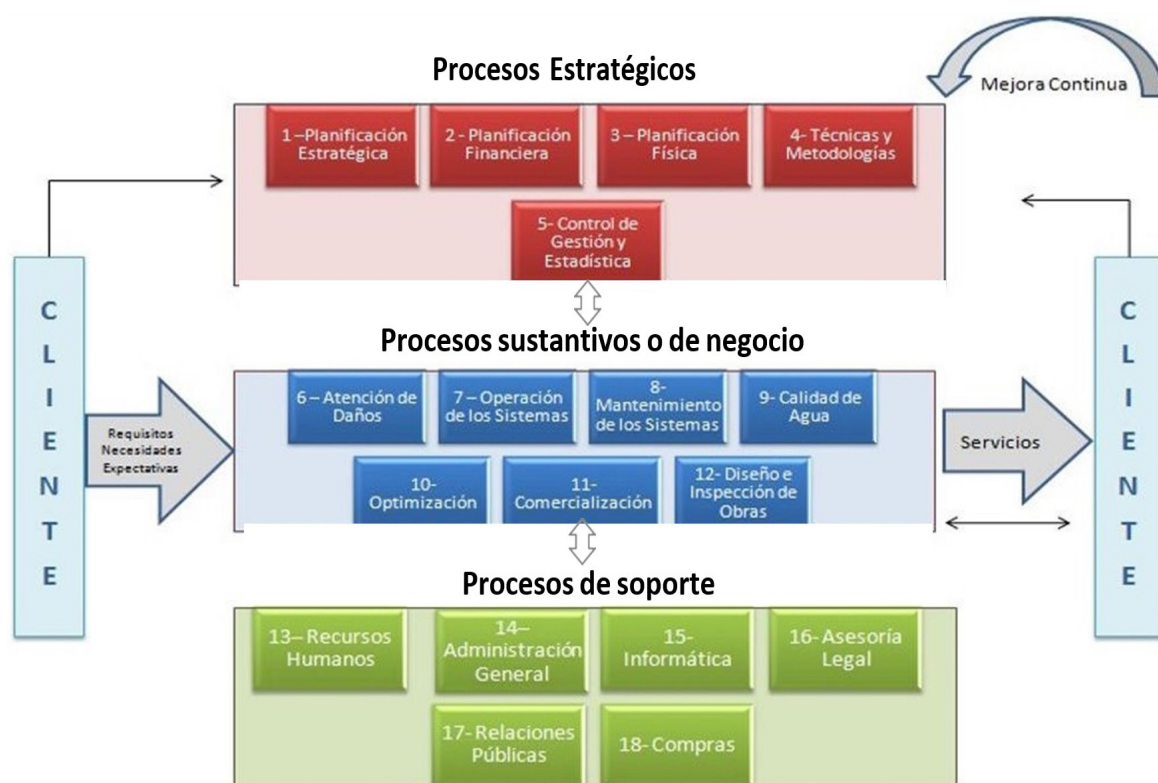 Procesos Estratégicos
Mejora Continua
1 –Planificación
Estratégica
2 - Planificación
Financiera
3 – Planificación
Física
4- Técnicas y
Metodologías
5- Control de
Gestión y
Estadística
C
L
I
E
N
T
E
Procesos sustantivos o de negocio
Requisitos
Necesidades
Expectativas
6 – Atención de
Daños
7 – Operación
de los Sistemas
8-
Mantenimiento
de los Sistemas
9- Calidad de
Agua
10-
Optimización
11-
Comercialización
12- Diseño e
Inspección de
Obras
Servicios
C
L
I
E
N
T
E
Procesos de soporte
13– Recursos
Humanos
14–
Administración
General
15-
Informática
16- Asesoría
Legal
17- Relaciones
Públicas
18- Compras